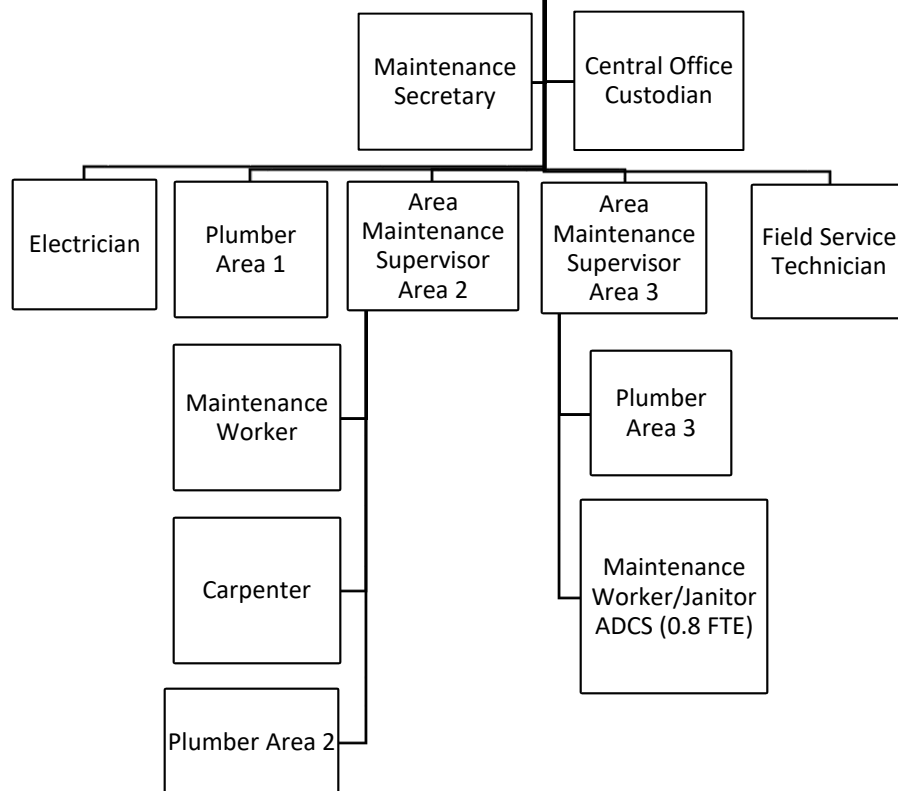 Maintenance
Secretary
Central Office
Custodian
Electrician
Plumber
Area 1
Area
Maintenance
Supervisor
Area 2
Area
Maintenance
Supervisor
Area 3
Field Service
Technician
Maintenance
Worker
Carpenter
Plumber Area 2
Plumber
Area 3
Maintenance
Worker/Janitor
ADCS (0.8 FTE)